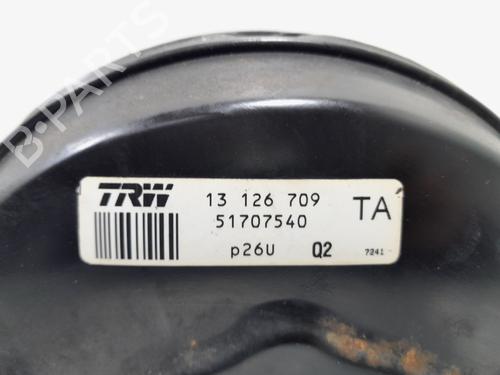 B-PARTS
TRW 13 126 709 TA
51707540
p26U Q2 7241